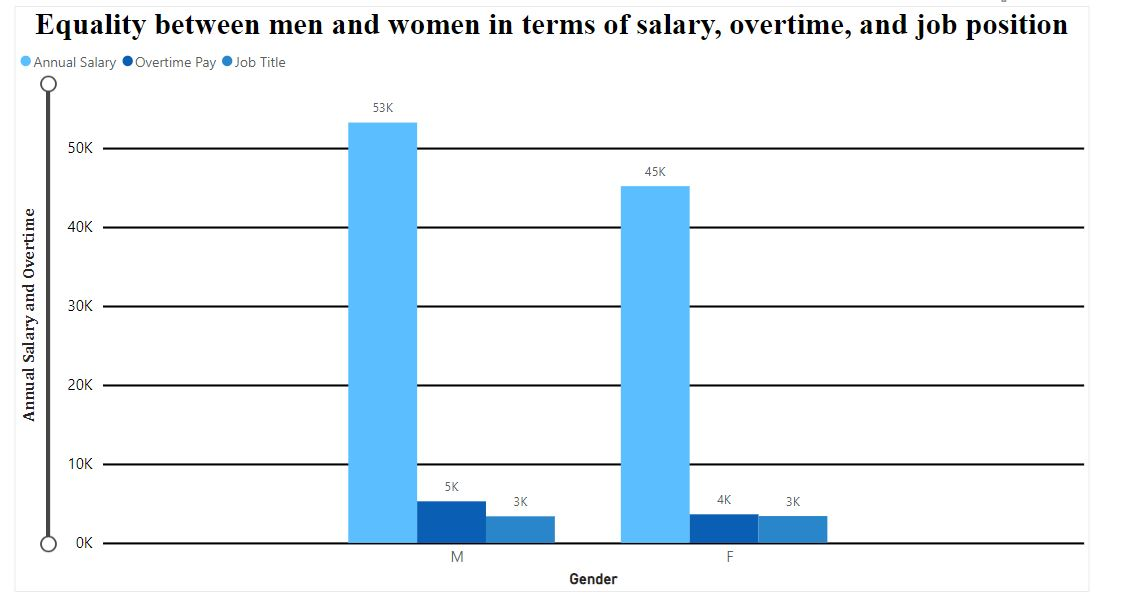 Equality between men and women in terms of salary, overtime, and job position
Annual Salary Overtime Pay Job Title
Annual Salary and Overtime
50K
40K
30K
20K
10K
0K
53K
5K
3K
45K
4K
3K
M
F
Gender